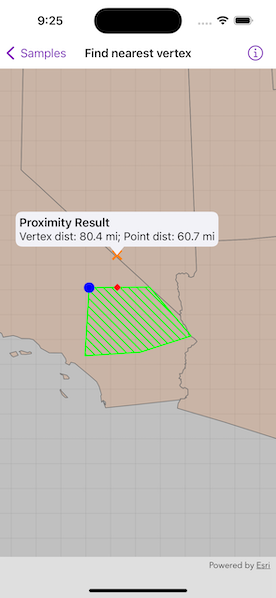 9:25
Samples
Find nearest vertex
Proximity Result
Vertex dist: 80.4 mi; Point dist: 60.7 mi
Powered by Esri